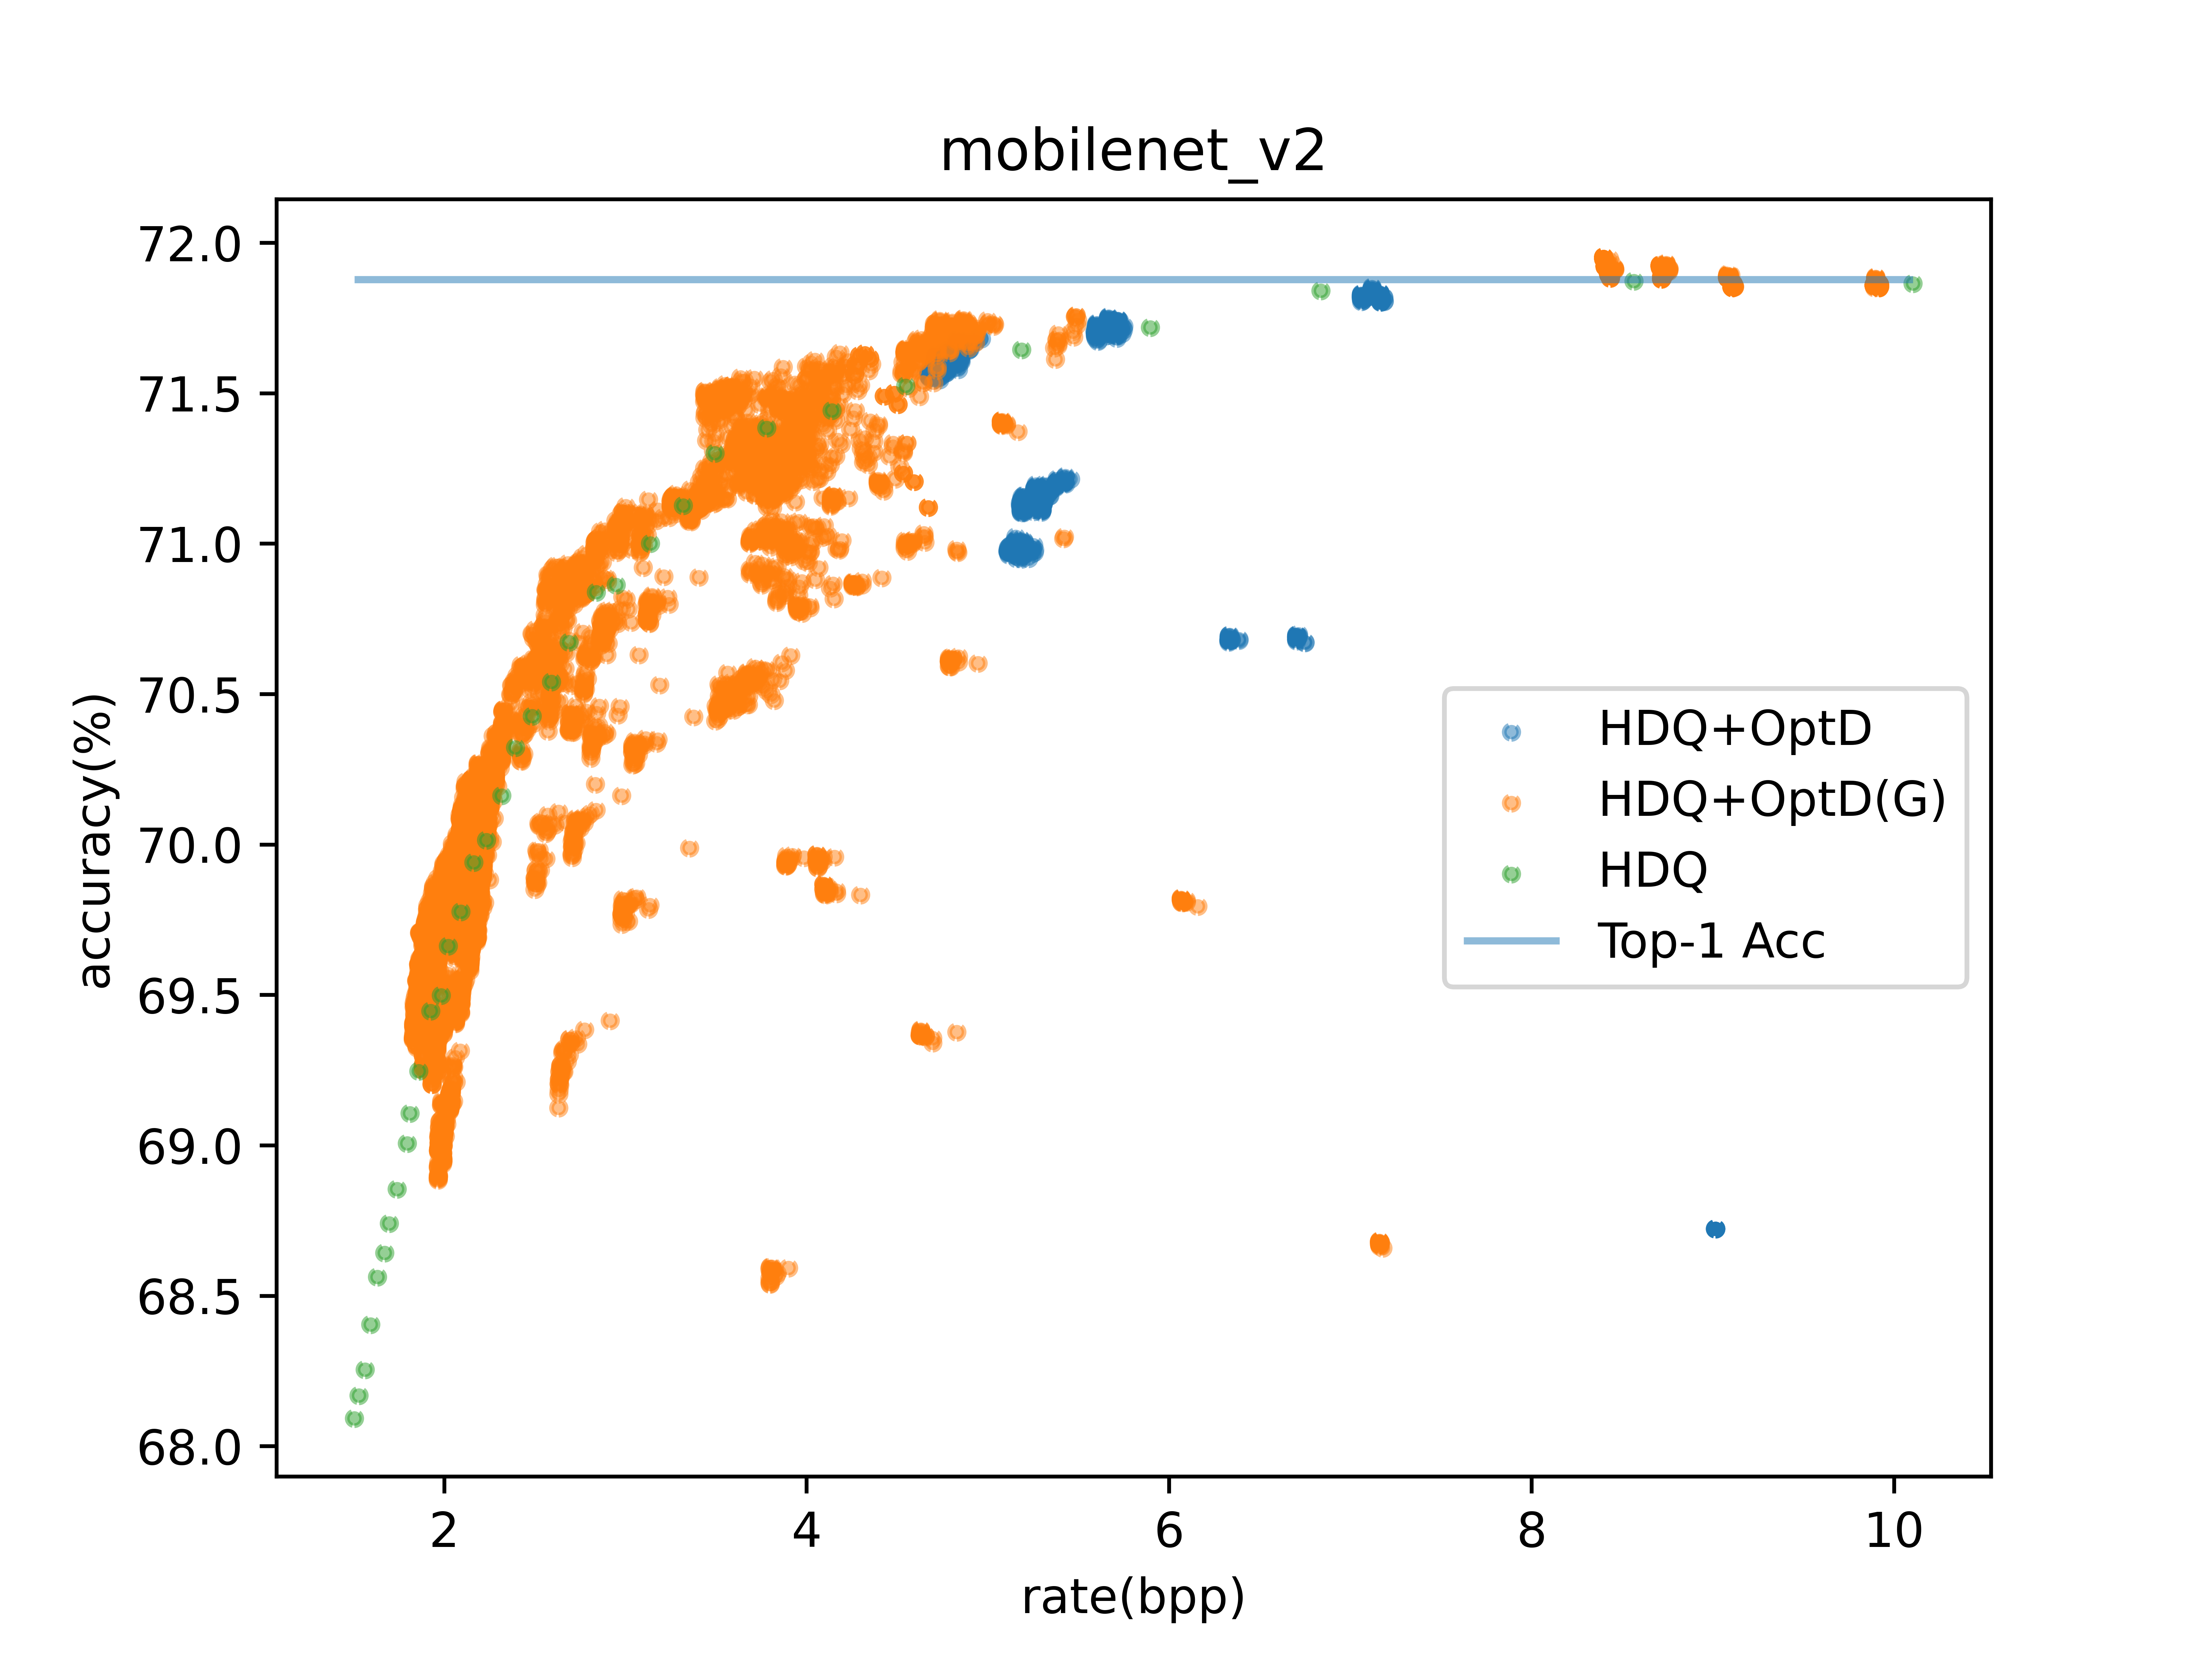 mobilenet_v2
72.0
71.5
71.0
70.5
70.0
69.5
69.0
68.5
68.0
accuracy(%)
HDQ+OptD
HDQ+OptD(G)
HDQ
Top-1 Acc
2 4 6 8 10
rate(bpp)